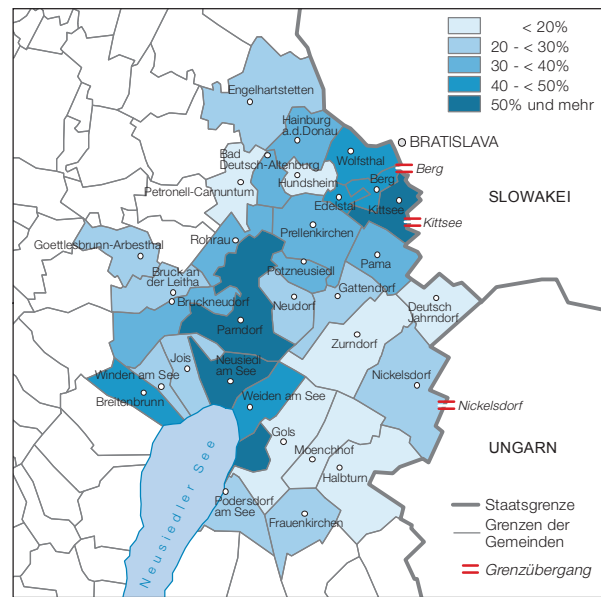 < 20%
20 - < 30%
30 - < 40%
40 - < 50%
50% und mehr
Engelhartstetten
Hainburg
a.d.Donau
BRATISLAVA
Wolfsthal
Bad
Deutsch-Altenburg
Berg
Berg
Hundsheim
Petronell-Carnuntum
SLOWAKEI
Edelstal
Kittsee
Kittsee
Prellenkirchen
Rohrau
Goettlesbrunn-Arbesthal
Pama
Potzneusiedl
Bruck an
der Leitha
Gattendorf
Bruckneudorf
Neudorf
Deutsch
Jahrndorf
Parndorf
Zurndorf
Jois
Neusiedl
am See
Winden am See
Nickelsdorf
Breitenbrunn
Weiden am See
Nickelsdorf
Gols
UNGARN
Moenchhof
Halbturn
Podersdorf
am See
Frauenkirchen
Neusiedler See
Staatsgrenze
Grenzen der
Gemeinden
Grenzübergang